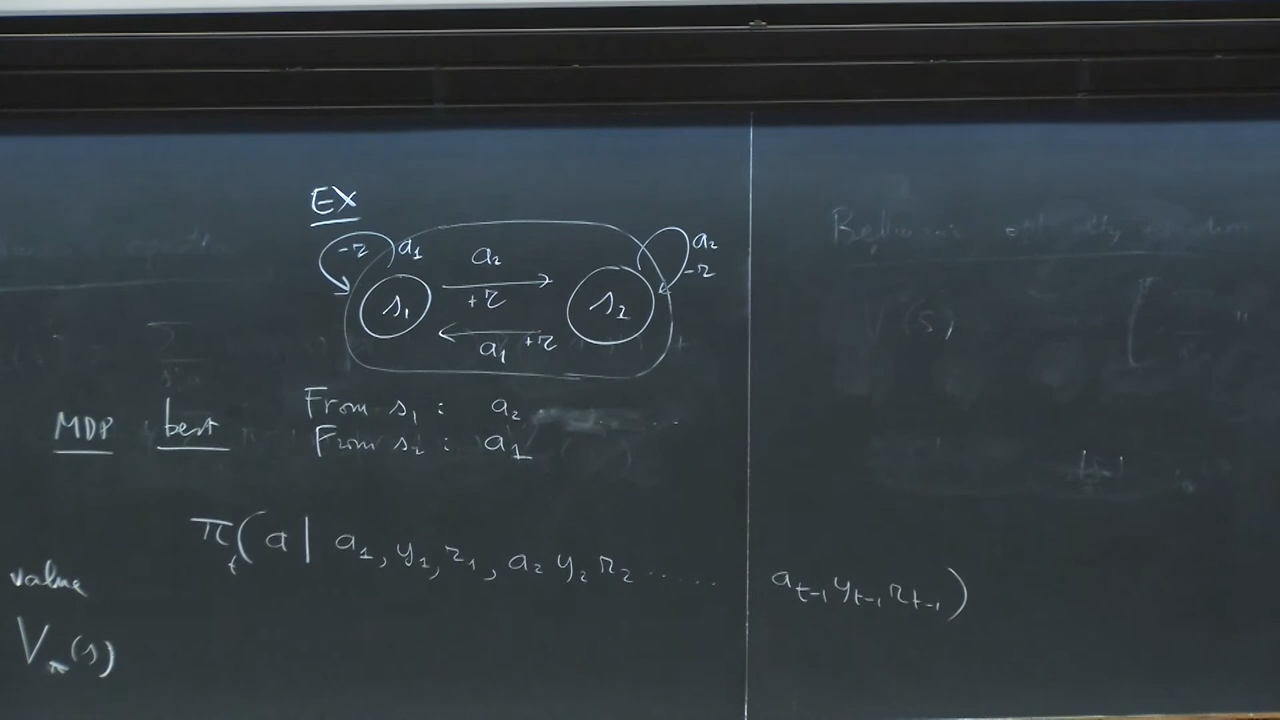 EX
-r a₁ a₂ a₂
-r
s₁ +r s₂
a₁ +r
From s₁ : a₂
MDP best From s₂ : a₁
π_t(a | a₁, y₁, r₁, a₂ y₂ r₂ ...... a_{t-1} y_{t-1} r_{t-1})
value
V_π(s)
V (s)